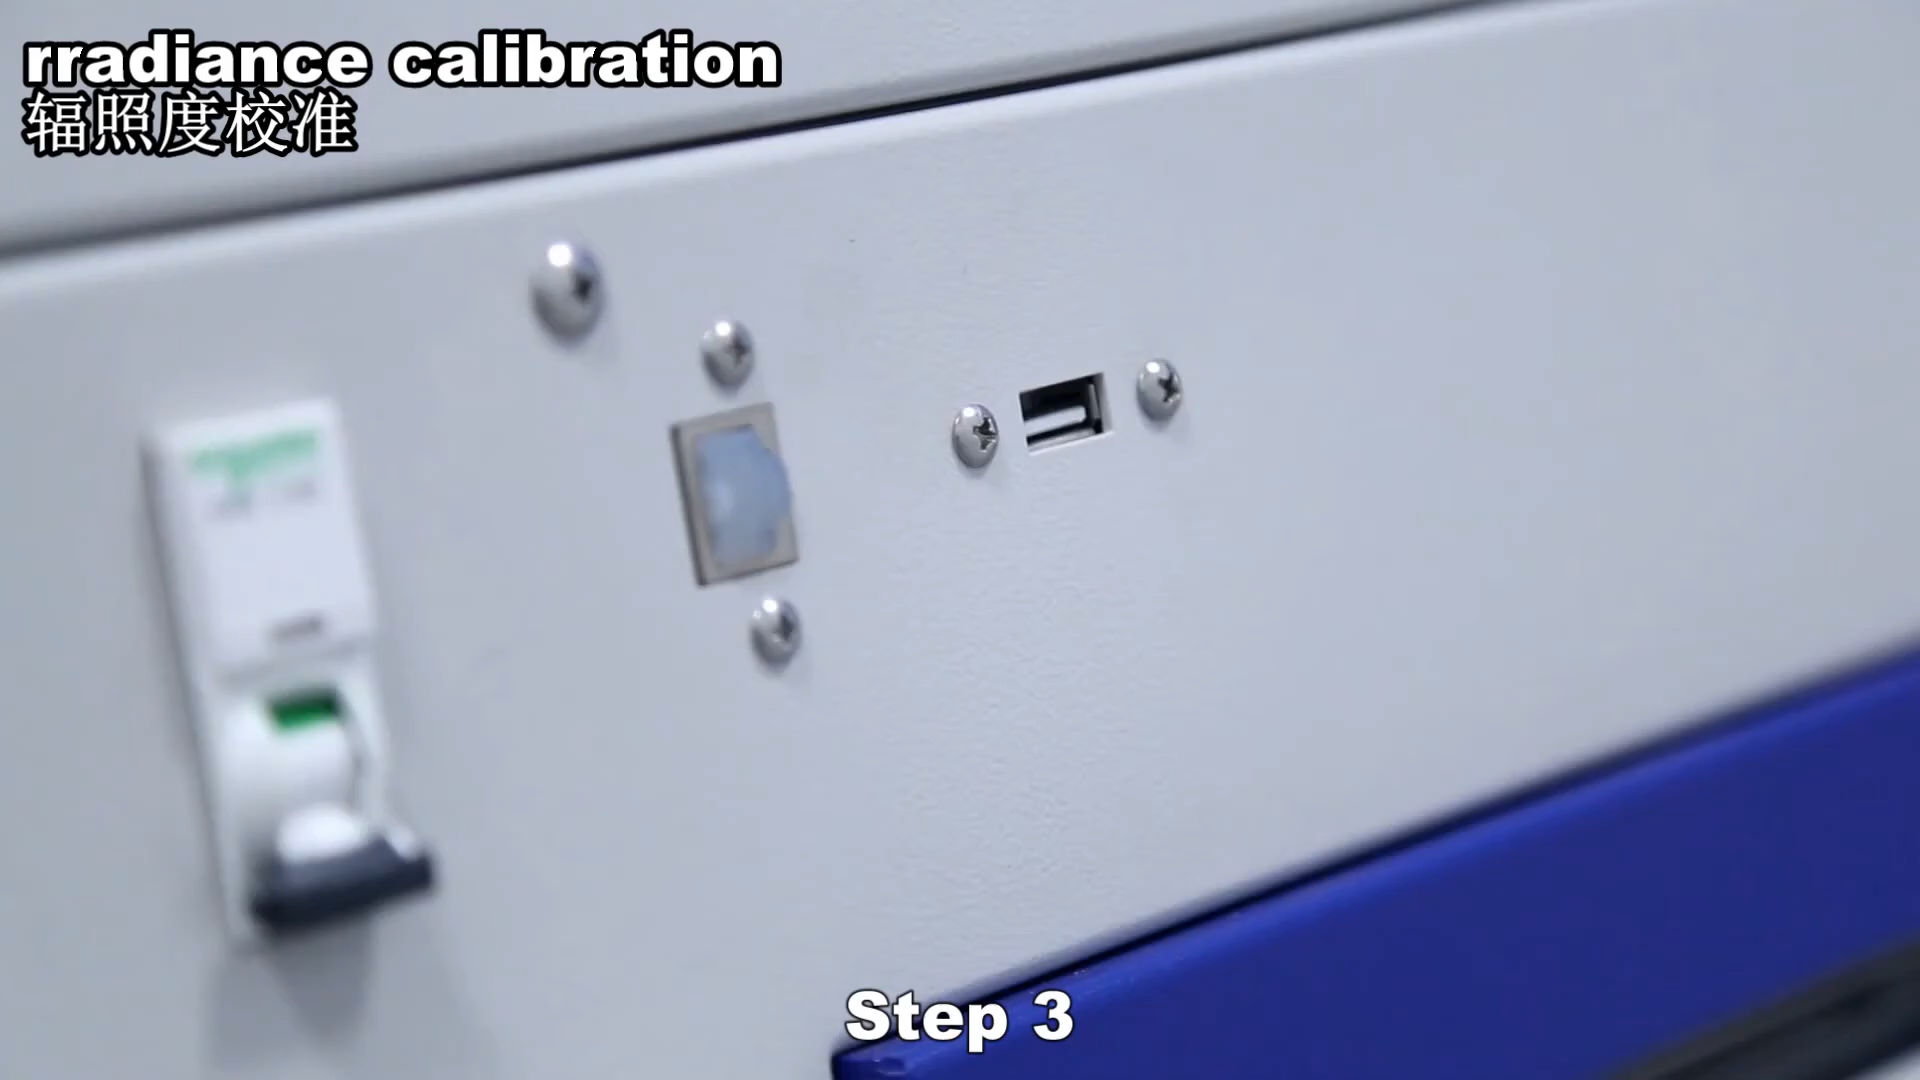 rradiance calibration
辐照度校准
Step 3